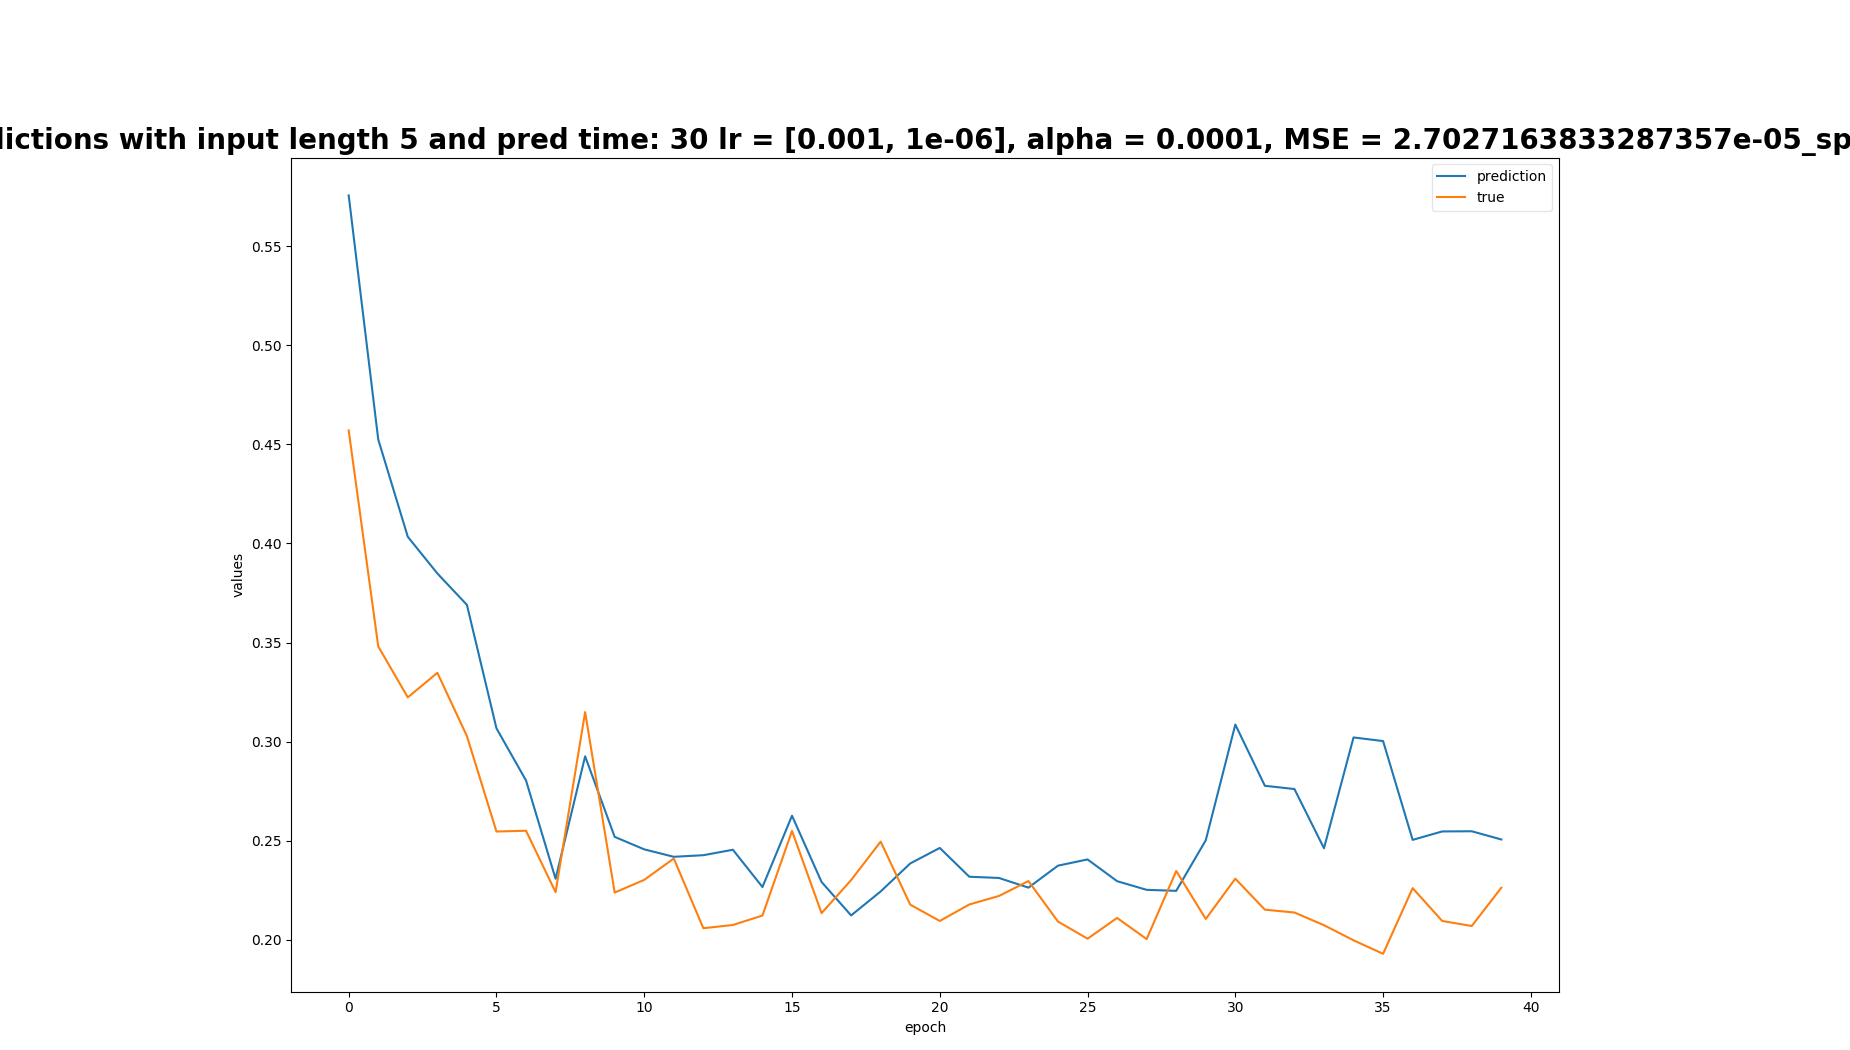 lictions with input length 5 and pred time: 30 lr = [0.001, 1e-06], alpha = 0.0001, MSE = 2.7027163833287357e-05_sp
prediction
true
0.55
0.50
0.45
0.40
0.35
0.30
0.25
0.20
values
0 5 10 15 20 25 30 35 40
epoch